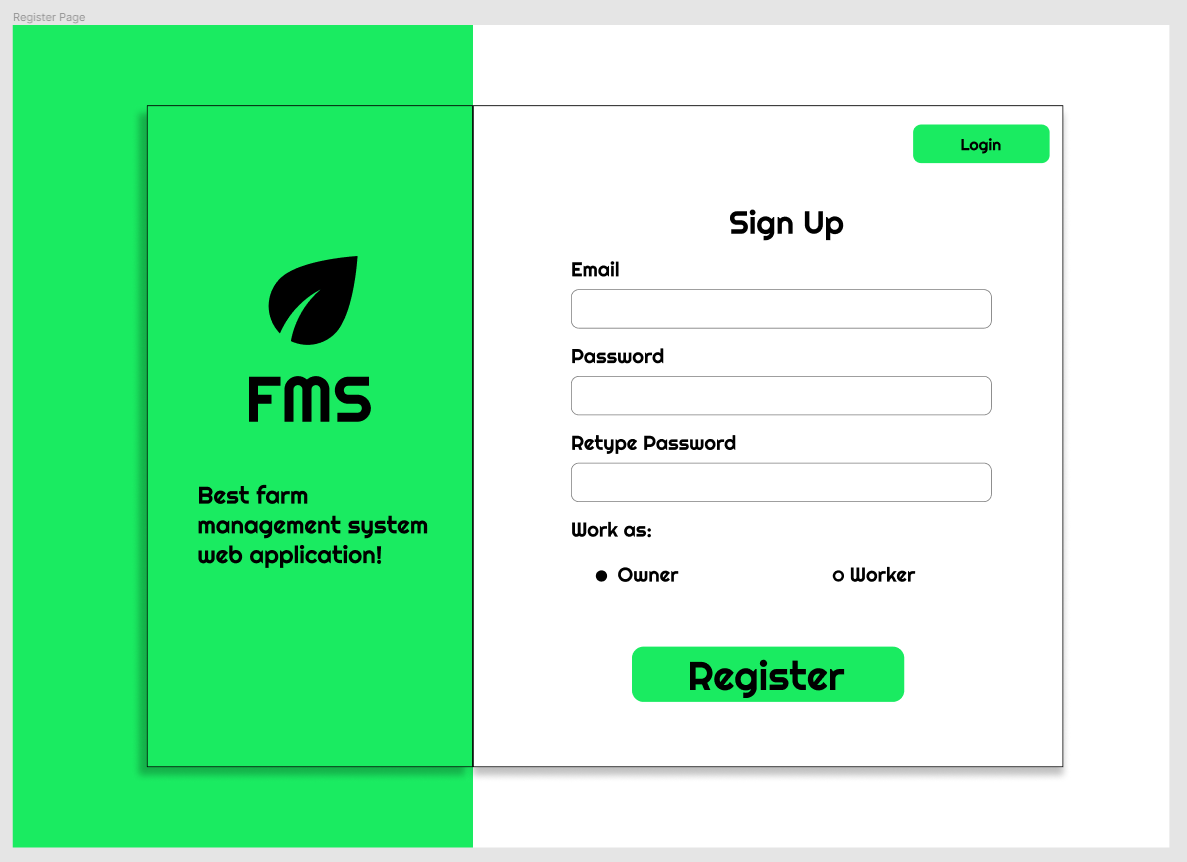 Register Page
FMS
Best farm
management system
web application!
Login
Sign Up
Email
Password
Retype Password
Work as:
Owner
Worker
Register